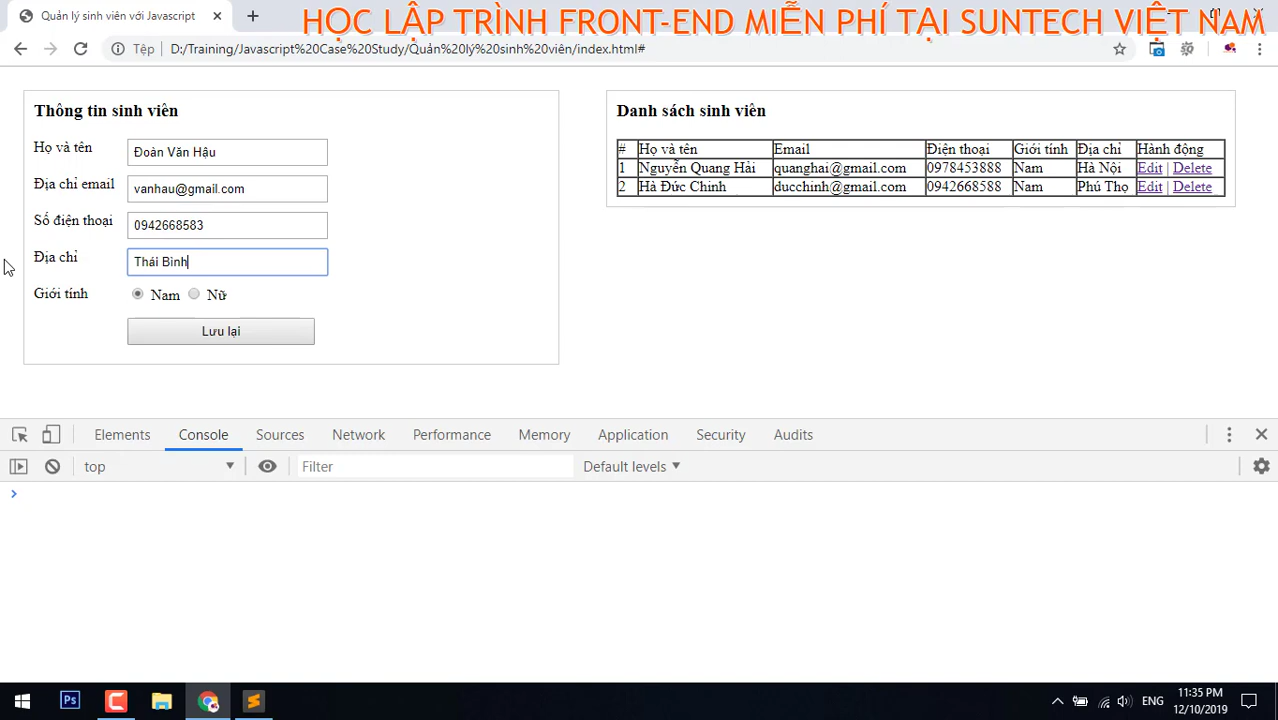 Quản lý sinh viên với Javascript
HỌC LẬP TRÌNH FRONT-END MIỄN PHÍ TẠI SUNTECH VIỆT NAM
Tệp | D:/Training/Javascript%20Case%20Study/Quản%20lý%20sinh%20viên/index.html#
Thông tin sinh viên
Họ và tên Đoàn Văn Hậu
Địa chỉ email vanhau@gmail.com
Số điện thoại 0942668583
Địa chỉ Thái Bình
Giới tính Nam Nữ
Lưu lại
Danh sách sinh viên
# Họ và tên Email Điện thoại Giới tính Địa chỉ Hành động
1 Nguyễn Quang Hải quanghai@gmail.com 0978453888 Nam Hà Nội Edit | Delete
2 Hà Đức Chinh ducchinh@gmail.com 0942668588 Nam Phú Thọ Edit | Delete
Elements Console Sources Network Performance Memory Application Security Audits
top Filter Default levels
Ps ENG 11:35 PM
12/10/2019